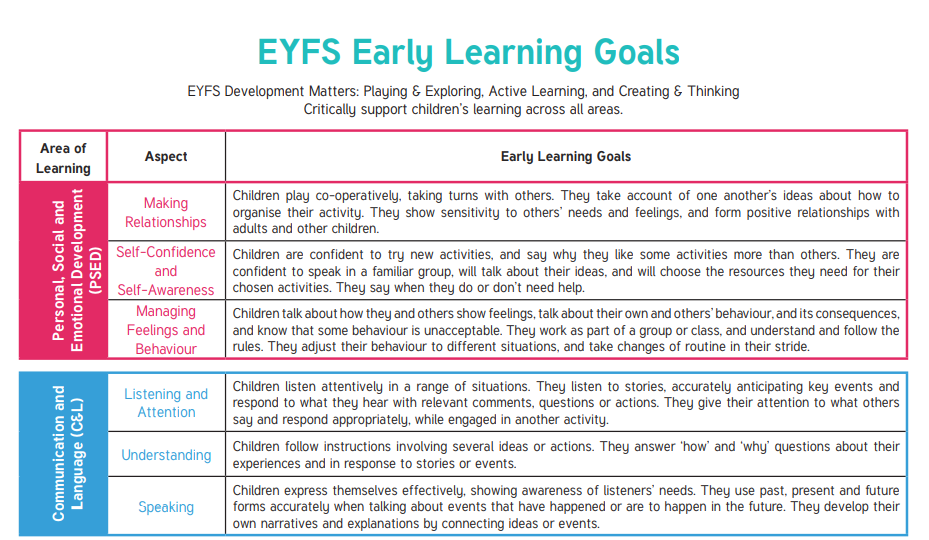 EYFS Early Learning Goals
EYFS Development Matters: Playing & Exploring, Active Learning, and Creating & Thinking
Critically support children's learning across all areas.
Area of
Learning
Aspect
Early Learning Goals
Personal, Social and
Emotional Development
(PSED)
Making
Relationships
Children play co-operatively, taking turns with others. They take account of one another's ideas about how to
organise their activity. They show sensitivity to others' needs and feelings, and form positive relationships with
adults and other children.
Self-Confidence
and
Self-Awareness
Children are confident to try new activities, and say why they like some activities more than others. They are
confident to speak in a familiar group, will talk about their ideas, and will choose the resources they need for their
chosen activities. They say when they do or don't need help.
Managing
Feelings and
Behaviour
Children talk about how they and others show feelings, talk about their own and others' behaviour, and its consequences,
and know that some behaviour is unacceptable. They work as part of a group or class, and understand and follow the
rules. They adjust their behaviour to different situations, and take changes of routine in their stride.
Communication and
Language (C&L)
Listening and
Attention
Children listen attentively in a range of situations. They listen to stories, accurately anticipating key events and
respond to what they hear with relevant comments, questions or actions. They give their attention to what others
say and respond appropriately, while engaged in another activity.
Understanding
Children follow instructions involving several ideas or actions. They answer 'how' and 'why' questions about their
experiences and in response to stories or events.
Speaking
Children express themselves effectively, showing awareness of listeners' needs. They use past, present and future
forms accurately when talking about events that have happened or are to happen in the future. They develop their
own narratives and explanations by connecting ideas or events.